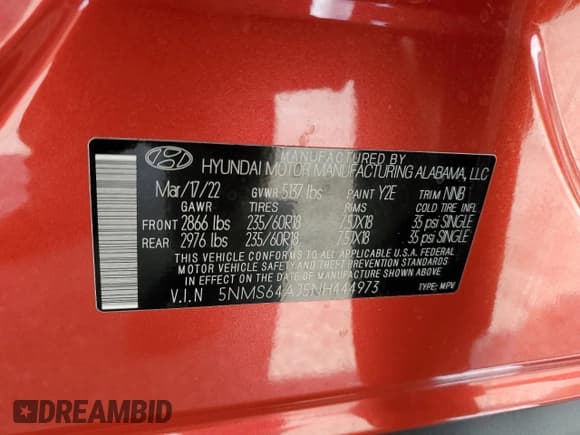 MANUFACTURED BY
HYUNDAI MOTOR MANUFACTURING ALABAMA, LLC
Mar/17/22 GVWR 5187 lbs PAINT Y2E TRIM NNB
GAWR TIRES RIMS COLD TIRE INFL
FRONT 2866 lbs 235/60R18 7.5JX18 35 psi SINGLE
REAR 2976 lbs 235/60R18 7.5JX18 35 psi SINGLE
THIS VEHICLE CONFORMS TO ALL APPLICABLE U.S.A. FEDERAL
MOTOR VEHICLE SAFETY AND BUMPER STANDARDS
IN EFFECT ON THE DATE OF MANUFACTURE SHOWN ABOVE
V.I.N 5NMS64AJ5NH444973 TYPE: MPV
DREAMBID